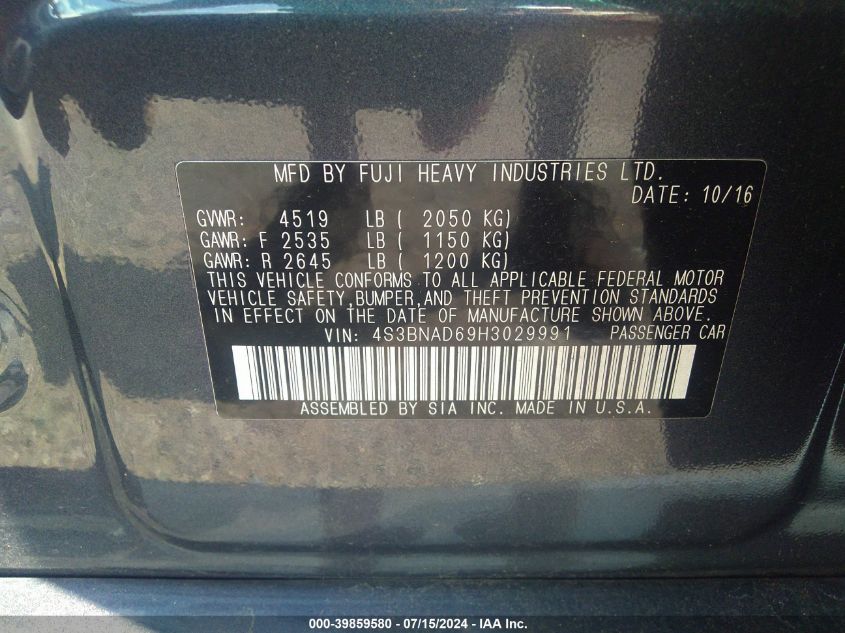 MFD BY FUJI HEAVY INDUSTRIES LTD.
DATE: 10/16
GVWR: 4519 LB ( 2050 KG)
GAWR: F 2535 LB ( 1150 KG)
GAWR: R 2645 LB ( 1200 KG)
THIS VEHICLE CONFORMS TO ALL APPLICABLE FEDERAL MOTOR
VEHICLE SAFETY,BUMPER,AND THEFT PREVENTION STANDARDS
IN EFFECT ON THE DATE OF MANUFACTURE SHOWN ABOVE.
VIN: 4S3BNAD69H3029991 PASSENGER CAR
ASSEMBLED BY SIA INC. MADE IN U.S.A.
000-39859580 - 07/15/2024 - IAA Inc.